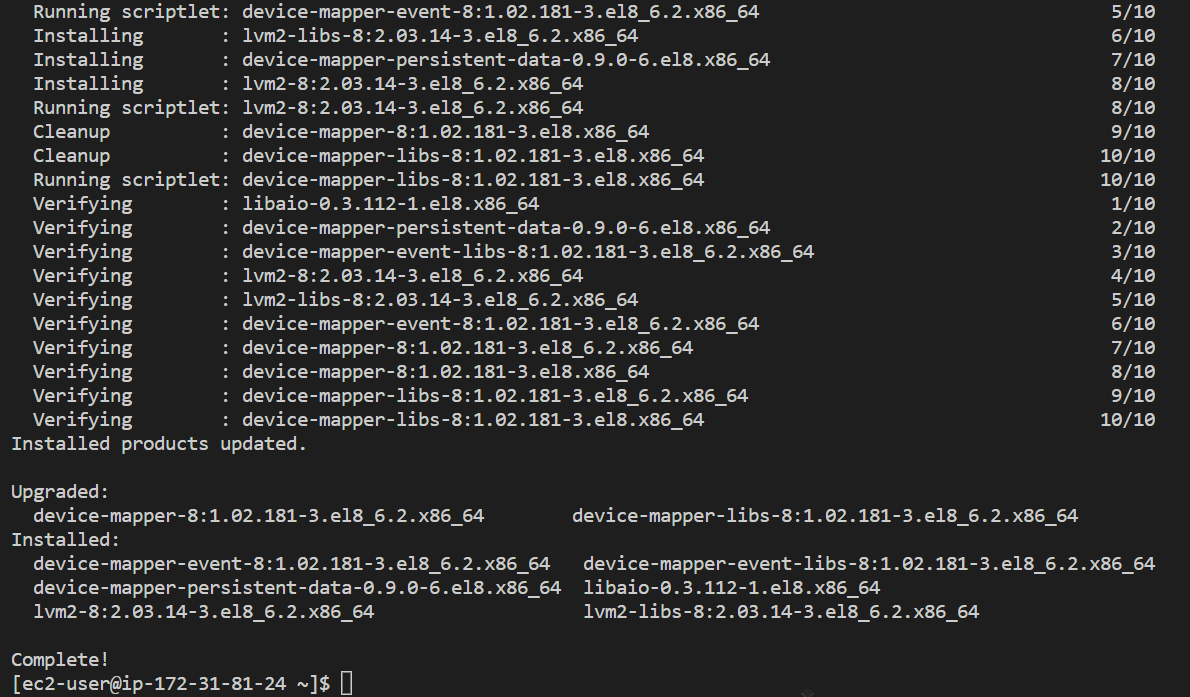 Running scriptlet: device-mapper-event-8:1.02.181-3.el8_6.2.x86_64 5/10
Installing : lvm2-libs-8:2.03.14-3.el8_6.2.x86_64 6/10
Installing : device-mapper-persistent-data-0.9.0-6.el8.x86_64 7/10
Installing : lvm2-8:2.03.14-3.el8_6.2.x86_64 8/10
Running scriptlet: lvm2-8:2.03.14-3.el8_6.2.x86_64 8/10
Cleanup : device-mapper-8:1.02.181-3.el8.x86_64 9/10
Cleanup : device-mapper-libs-8:1.02.181-3.el8.x86_64 10/10
Running scriptlet: device-mapper-libs-8:1.02.181-3.el8.x86_64 10/10
Verifying : libaio-0.3.112-1.el8.x86_64 1/10
Verifying : device-mapper-persistent-data-0.9.0-6.el8.x86_64 2/10
Verifying : device-mapper-event-libs-8:1.02.181-3.el8_6.2.x86_64 3/10
Verifying : lvm2-8:2.03.14-3.el8_6.2.x86_64 4/10
Verifying : lvm2-libs-8:2.03.14-3.el8_6.2.x86_64 5/10
Verifying : device-mapper-event-8:1.02.181-3.el8_6.2.x86_64 6/10
Verifying : device-mapper-8:1.02.181-3.el8_6.2.x86_64 7/10
Verifying : device-mapper-8:1.02.181-3.el8.x86_64 8/10
Verifying : device-mapper-libs-8:1.02.181-3.el8_6.2.x86_64 9/10
Verifying : device-mapper-libs-8:1.02.181-3.el8.x86_64 10/10
Installed products updated.
Upgraded:
device-mapper-8:1.02.181-3.el8_6.2.x86_64 device-mapper-libs-8:1.02.181-3.el8_6.2.x86_64
Installed:
device-mapper-event-8:1.02.181-3.el8_6.2.x86_64 device-mapper-event-libs-8:1.02.181-3.el8_6.2.x86_64
device-mapper-persistent-data-0.9.0-6.el8.x86_64 libaio-0.3.112-1.el8.x86_64
lvm2-8:2.03.14-3.el8_6.2.x86_64 lvm2-libs-8:2.03.14-3.el8_6.2.x86_64
Complete!
[ec2-user@ip-172-31-81-24 ~]$